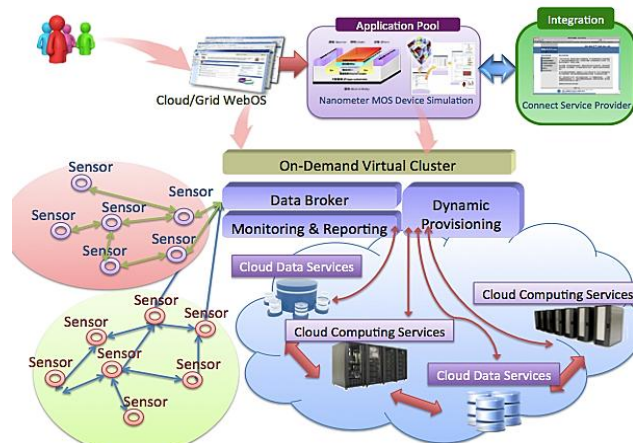 Application Pool
Integration
Cloud/Grid WebOS
Nanometer MOS Device Simulation
Connect Service Provider
On-Demand Virtual Cluster
Data Broker
Dynamic
Provisioning
Monitoring & Reporting
Sensor
Sensor
Sensor
Sensor
Sensor
Sensor
Cloud Data Services
Cloud Computing Services
Cloud Computing Services
Cloud Data Services
Sensor
Sensor
Sensor
Sensor
Sensor
Sensor
Sensor